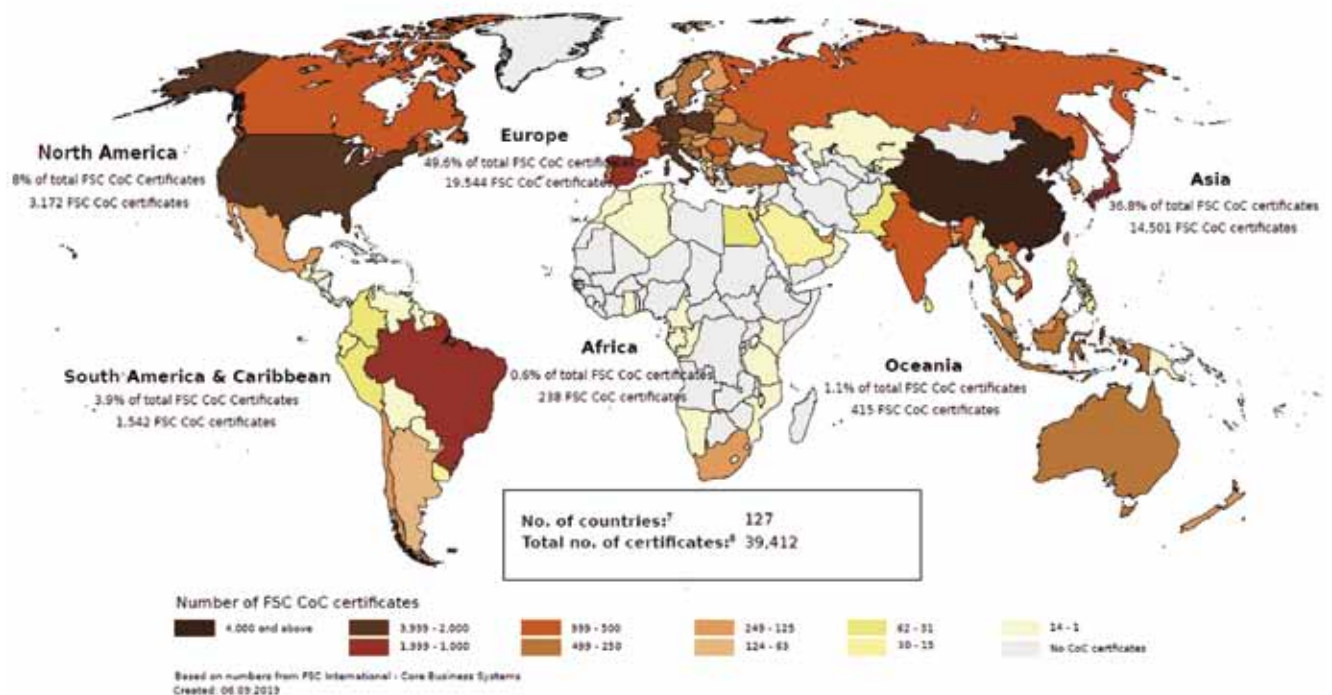 North America
8% of total FSC CoC Certificates
3.172 FSC CoC certificates
Europe
49.6% of total FSC CoC certificates
19.544 FSC CoC certificates
Asia
36.8% of total FSC CoC certificates
14.501 FSC CoC certificates
South America & Caribbean
3.9% of total FSC CoC Certificates
1.542 FSC CoC certificates
Africa
0.6% of total FSC CoC certificates
238 FSC CoC certificates
Oceania
1.1% of total FSC CoC certificates
415 FSC CoC certificates
No. of countries:⁷ 127
Total no. of certificates:⁸ 39,412
Number of FSC CoC certificates
4.000 and above
3.999 - 2.000
999 - 500
249 - 125
62 - 31
14 - 1
1.999 - 1.000
499 - 250
124 - 63
30 - 15
No CoC certificates
Based on numbers from FSC International - Core Business Systems
Created: 06.09.2019